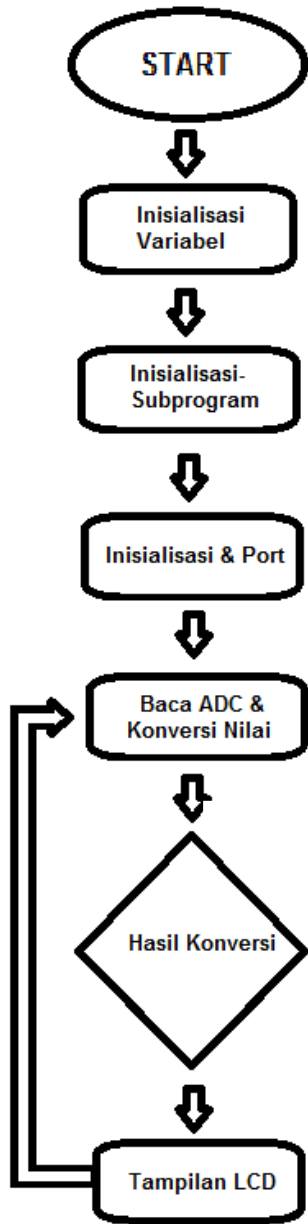 START
Inisialisasi
Variabel
Inisialisasi-
Subprogram
Inisialisasi & Port
Baca ADC &
Konversi Nilai
Hasil Konversi
Tampilan LCD